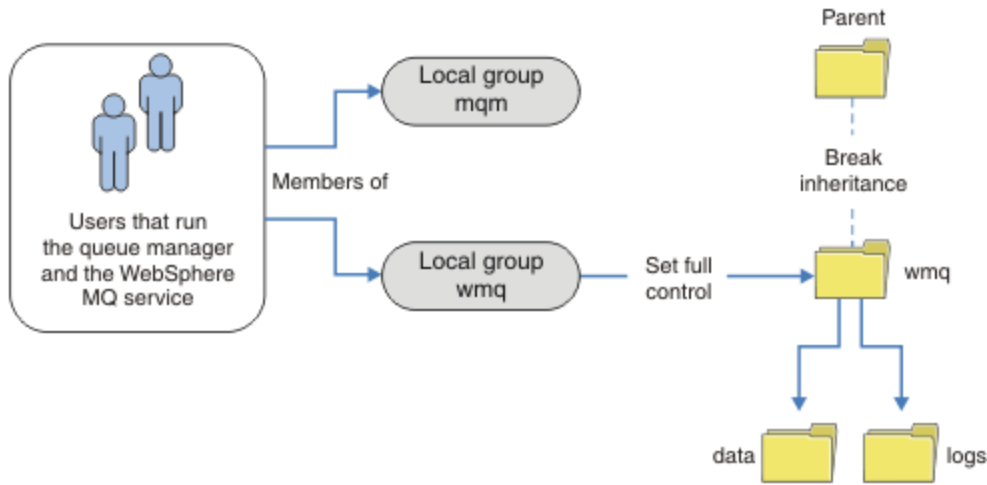 Parent
Local group
mqm
Break
inheritance
Members of
Users that run
the queue manager
and the WebSphere
MQ service
Local group
wmq
Set full
control
wmq
data
logs